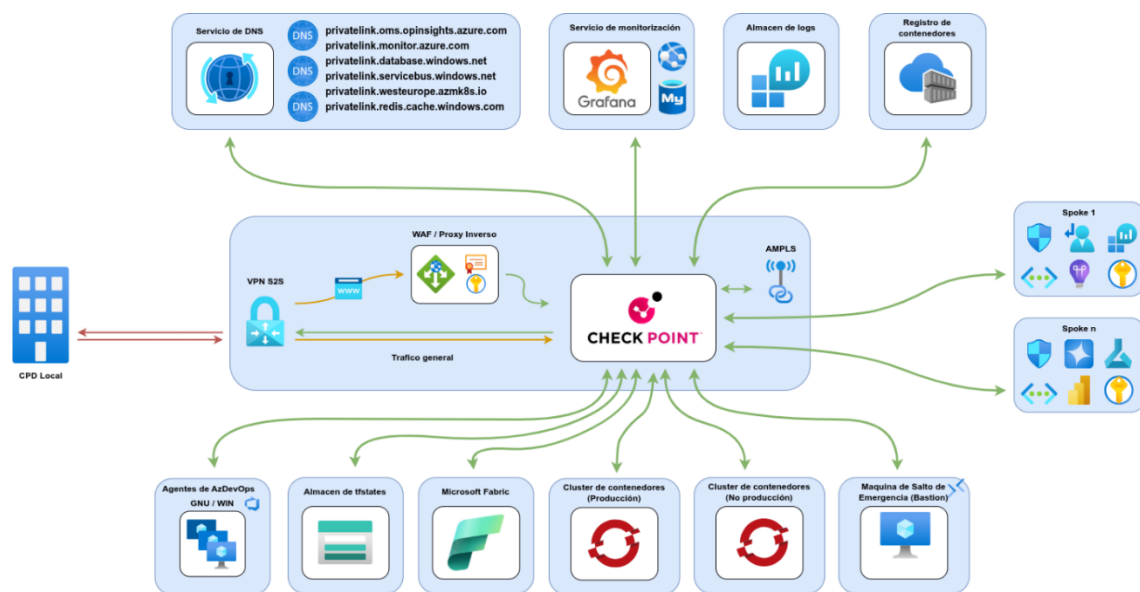 Servicio de DNS
DNS
DNS
DNS
privatelink.oms.opinsights.azure.com
privatelink.monitor.azure.com
privatelink.database.windows.net
privatelink.servicebus.windows.net
privatelink.westeurope.azmk8s.io
privatelink.redis.cache.windows.com
Servicio de monitorización
Grafana
My
Almacen de logs
Registro de
contenedores
WAF / Proxy Inverso
VPN S2S
www
AMPLS
CHECK POINT™
Trafico general
CPD Local
Spoke 1
Spoke n
Agentes de AzDevOps
GNU / WIN
Almacen de tfstates
Microsoft Fabric
Cluster de contenedores
(Producción)
Cluster de contenedores
(No producción)
Maquina de Salto de
Emergencia (Bastion)